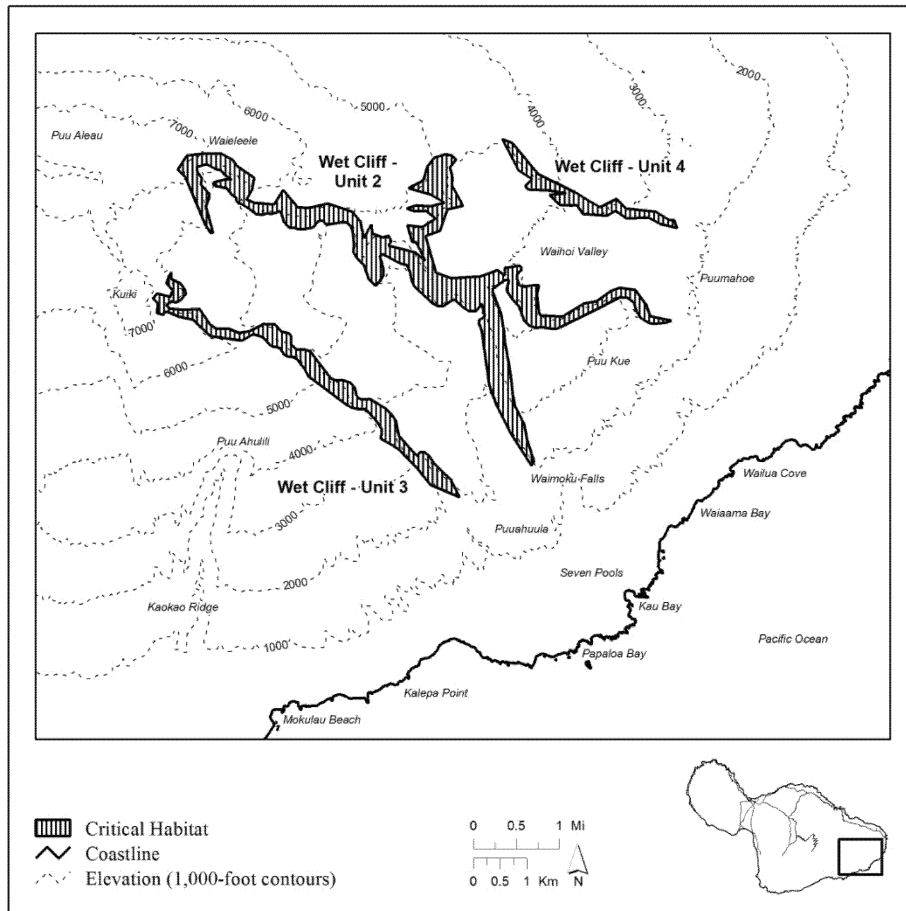 2000
3000
5000
4000
6000
7000
Puu Aleau
Waieleele
Wet Cliff -
Unit 2
Wet Cliff - Unit 4
Waihoi Valley
Puumahoe
Kuiki
7000'
6000
Puu Kue
5000
Puu Ahulili
4000
Wailua Cove
Waimoku Falls
Wet Cliff - Unit 3
Waiaama Bay
3000
Puuahuula
Seven Pools
2000
Kaokao Ridge
Kau Bay
1000'
Pacific Ocean
Papaloa Bay
Kalepa Point
Mokulau Beach
Critical Habitat
Coastline
Elevation (1,000-foot contours)
0 0.5 1 Mi
0 0.5 1 Km
N